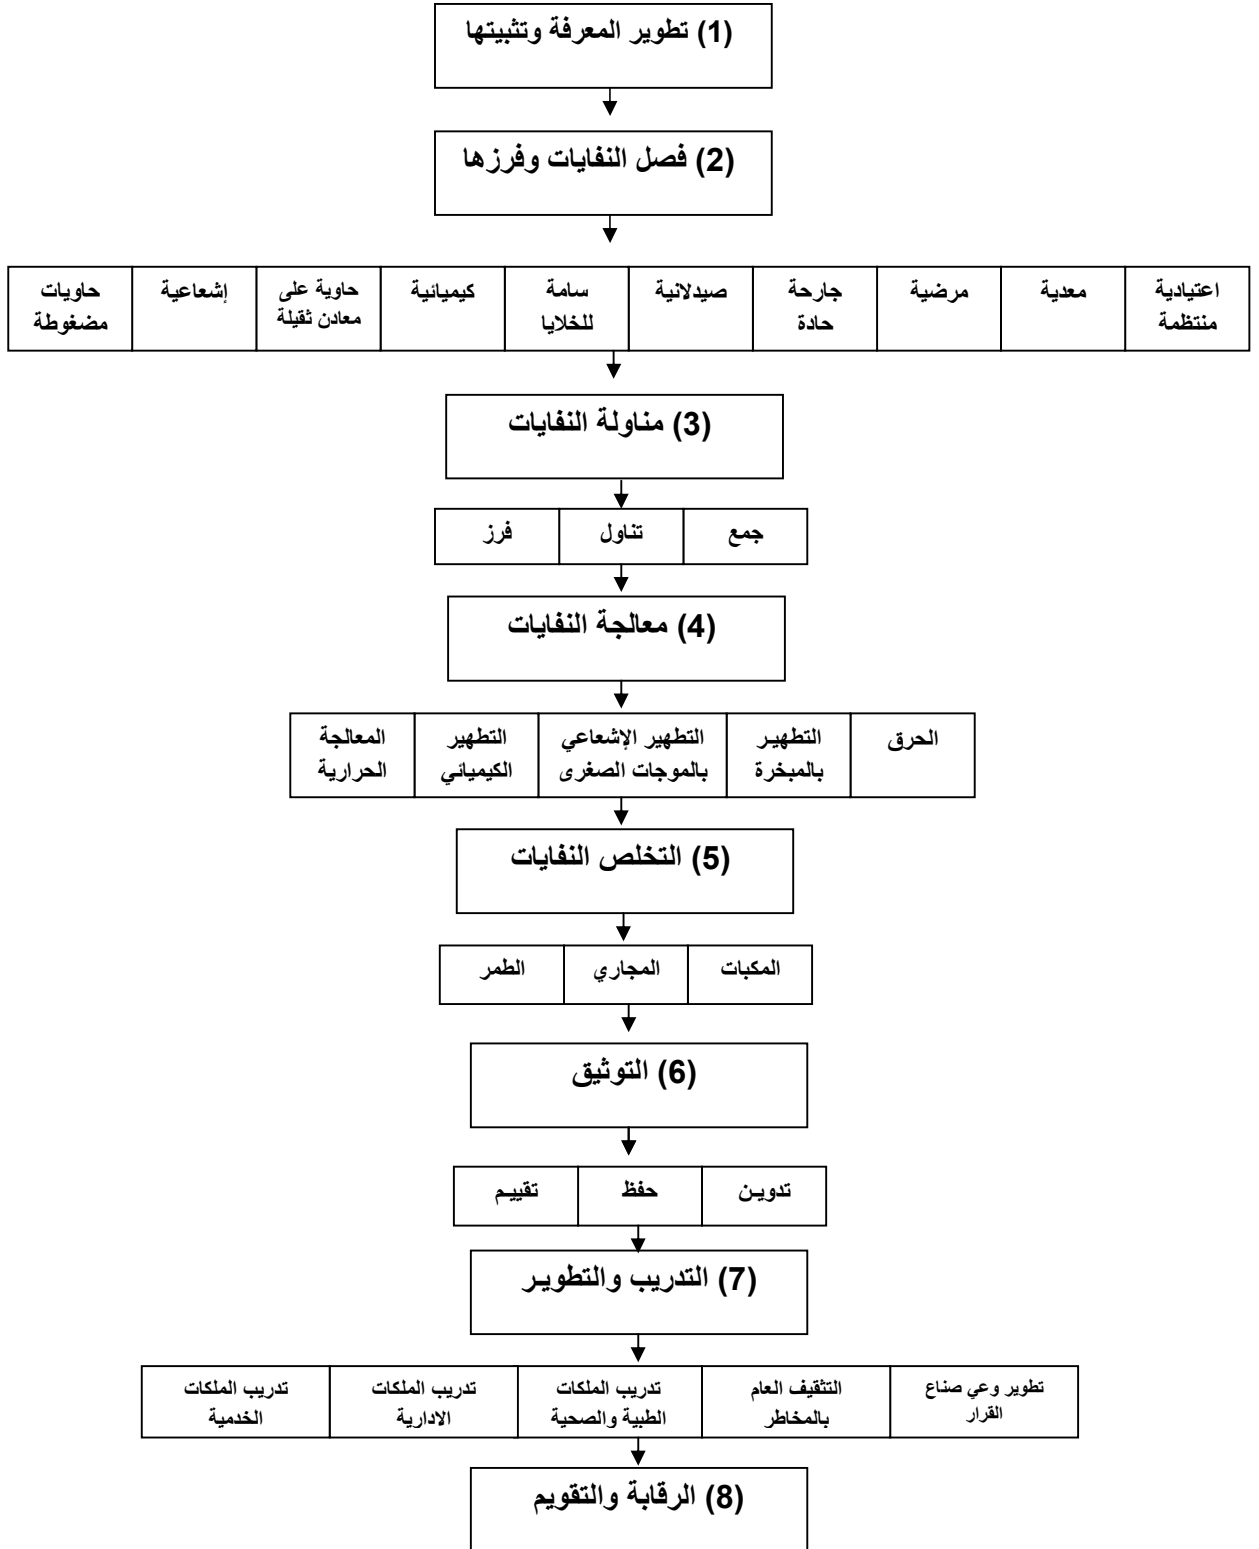 (1) تطوير المعرفة وتثبيتها
(2) فصل النفايات وفرزها
اعتيادية
منتظمة
معدية
مرضية
جارحة
حادة
صيدلانية
سامة
للخلايا
كيميائية
حاوية على
معادن ثقيلة
إشعاعية
حاويات
مضغوطة
(3) مناولة النفايات
جمع
تناول
فرز
(4) معالجة النفايات
الحرق
التطهير
بالمبخرة
التطهير الإشعاعي
بالموجات الصغرى
التطهير
الكيميائي
المعالجة
الحرارية
(5) التخلص النفايات
المكبات
المجاري
الطمر
(6) التوثيق
تدوين
حفظ
تقييم
(7) التدريب والتطوير
تطوير وعي صناع
القرار
التثقيف العام
بالمخاطر
تدريب الملكات
الطبية والصحية
تدريب الملكات
الادارية
تدريب الملكات
الخدمية
(8) الرقابة والتقويم